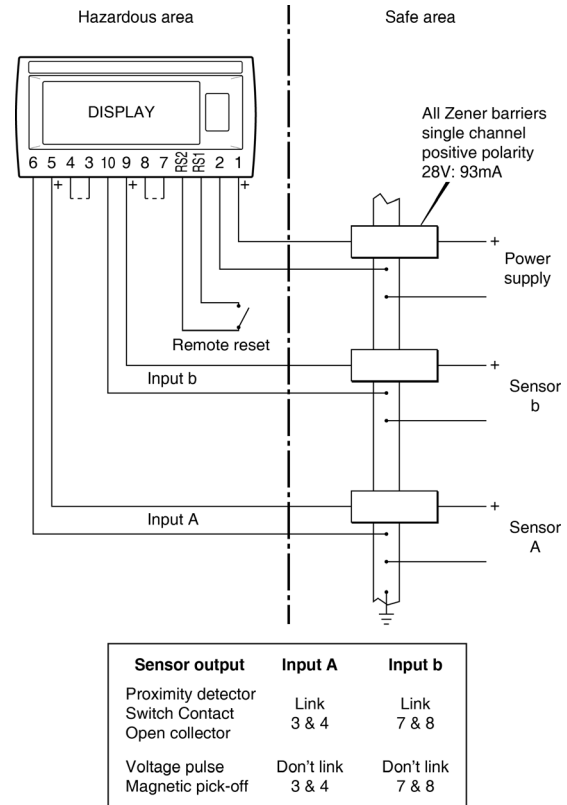 Hazardous area
Safe area
DISPLAY
6 5 4 3 10 9 8 7 RS2 RS1 2 1
+ + +
All Zener barriers
single channel
positive polarity
28V: 93mA
+
Power
supply
Remote reset
+
Input b
Sensor
b
+
Input A
Sensor
A
Sensor output Input A Input b
Proximity detector
Switch Contact
Open collector
Link
3 & 4
Link
7 & 8
Voltage pulse
Magnetic pick-off
Don't link
3 & 4
Don't link
7 & 8